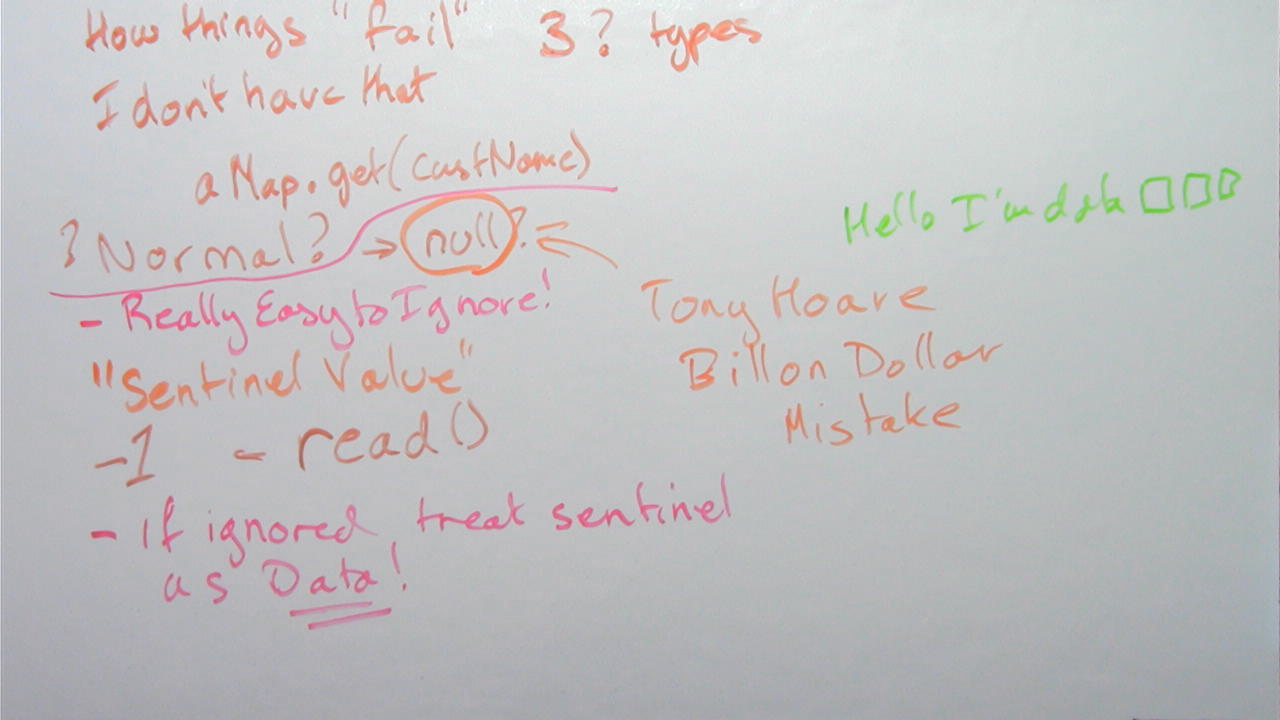 How things "fail" 3 ? types
I don't have that
a Map.get(custName)
? Normal? → null?
- Really Easy to Ignore!
"Sentinel Value"
-1 - read()
- If ignored, treat sentinel
as Data!
Hello I'm data □□□
Tony Hoare
Billon Dollar
Mistake